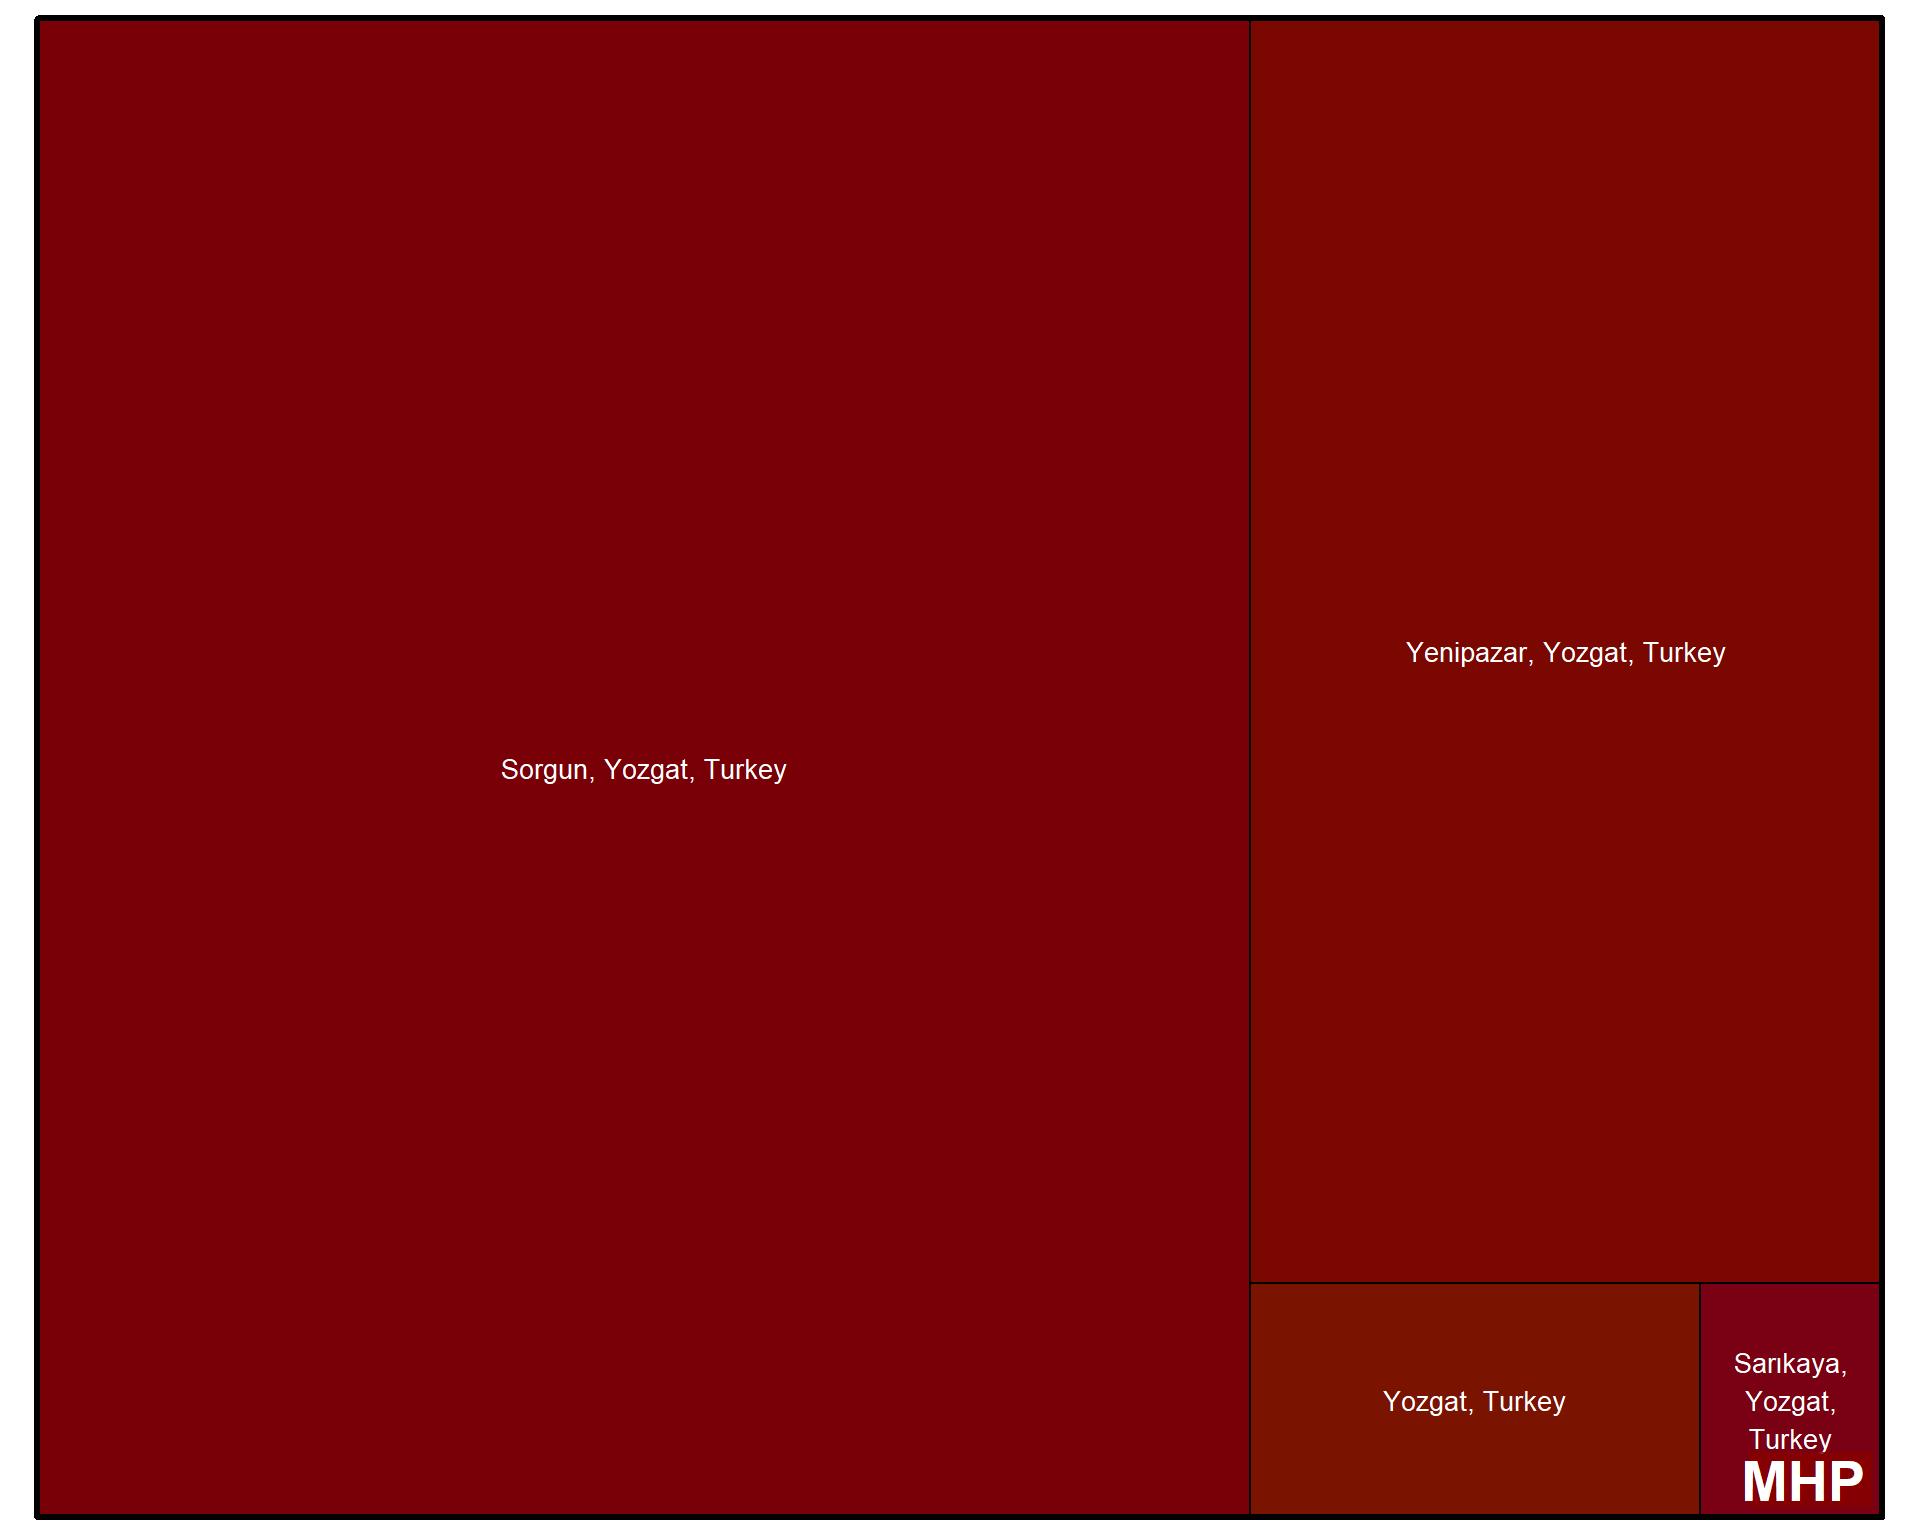 Sorgun, Yozgat, Turkey
Yenipazar, Yozgat, Turkey
Yozgat, Turkey
Sarıkaya,
Yozgat,
Turkey
MHP